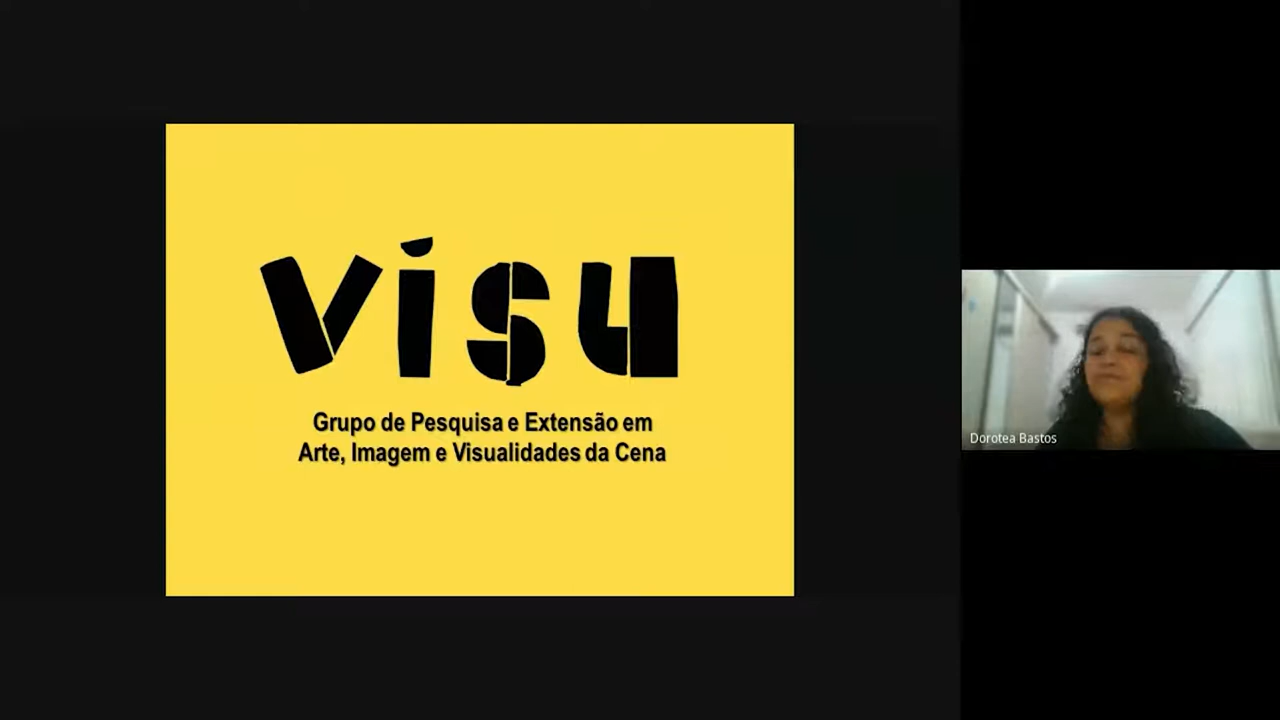 visu
Grupo de Pesquisa e Extensão em
Arte, Imagem e Visualidades da Cena
Dorotea Bastos